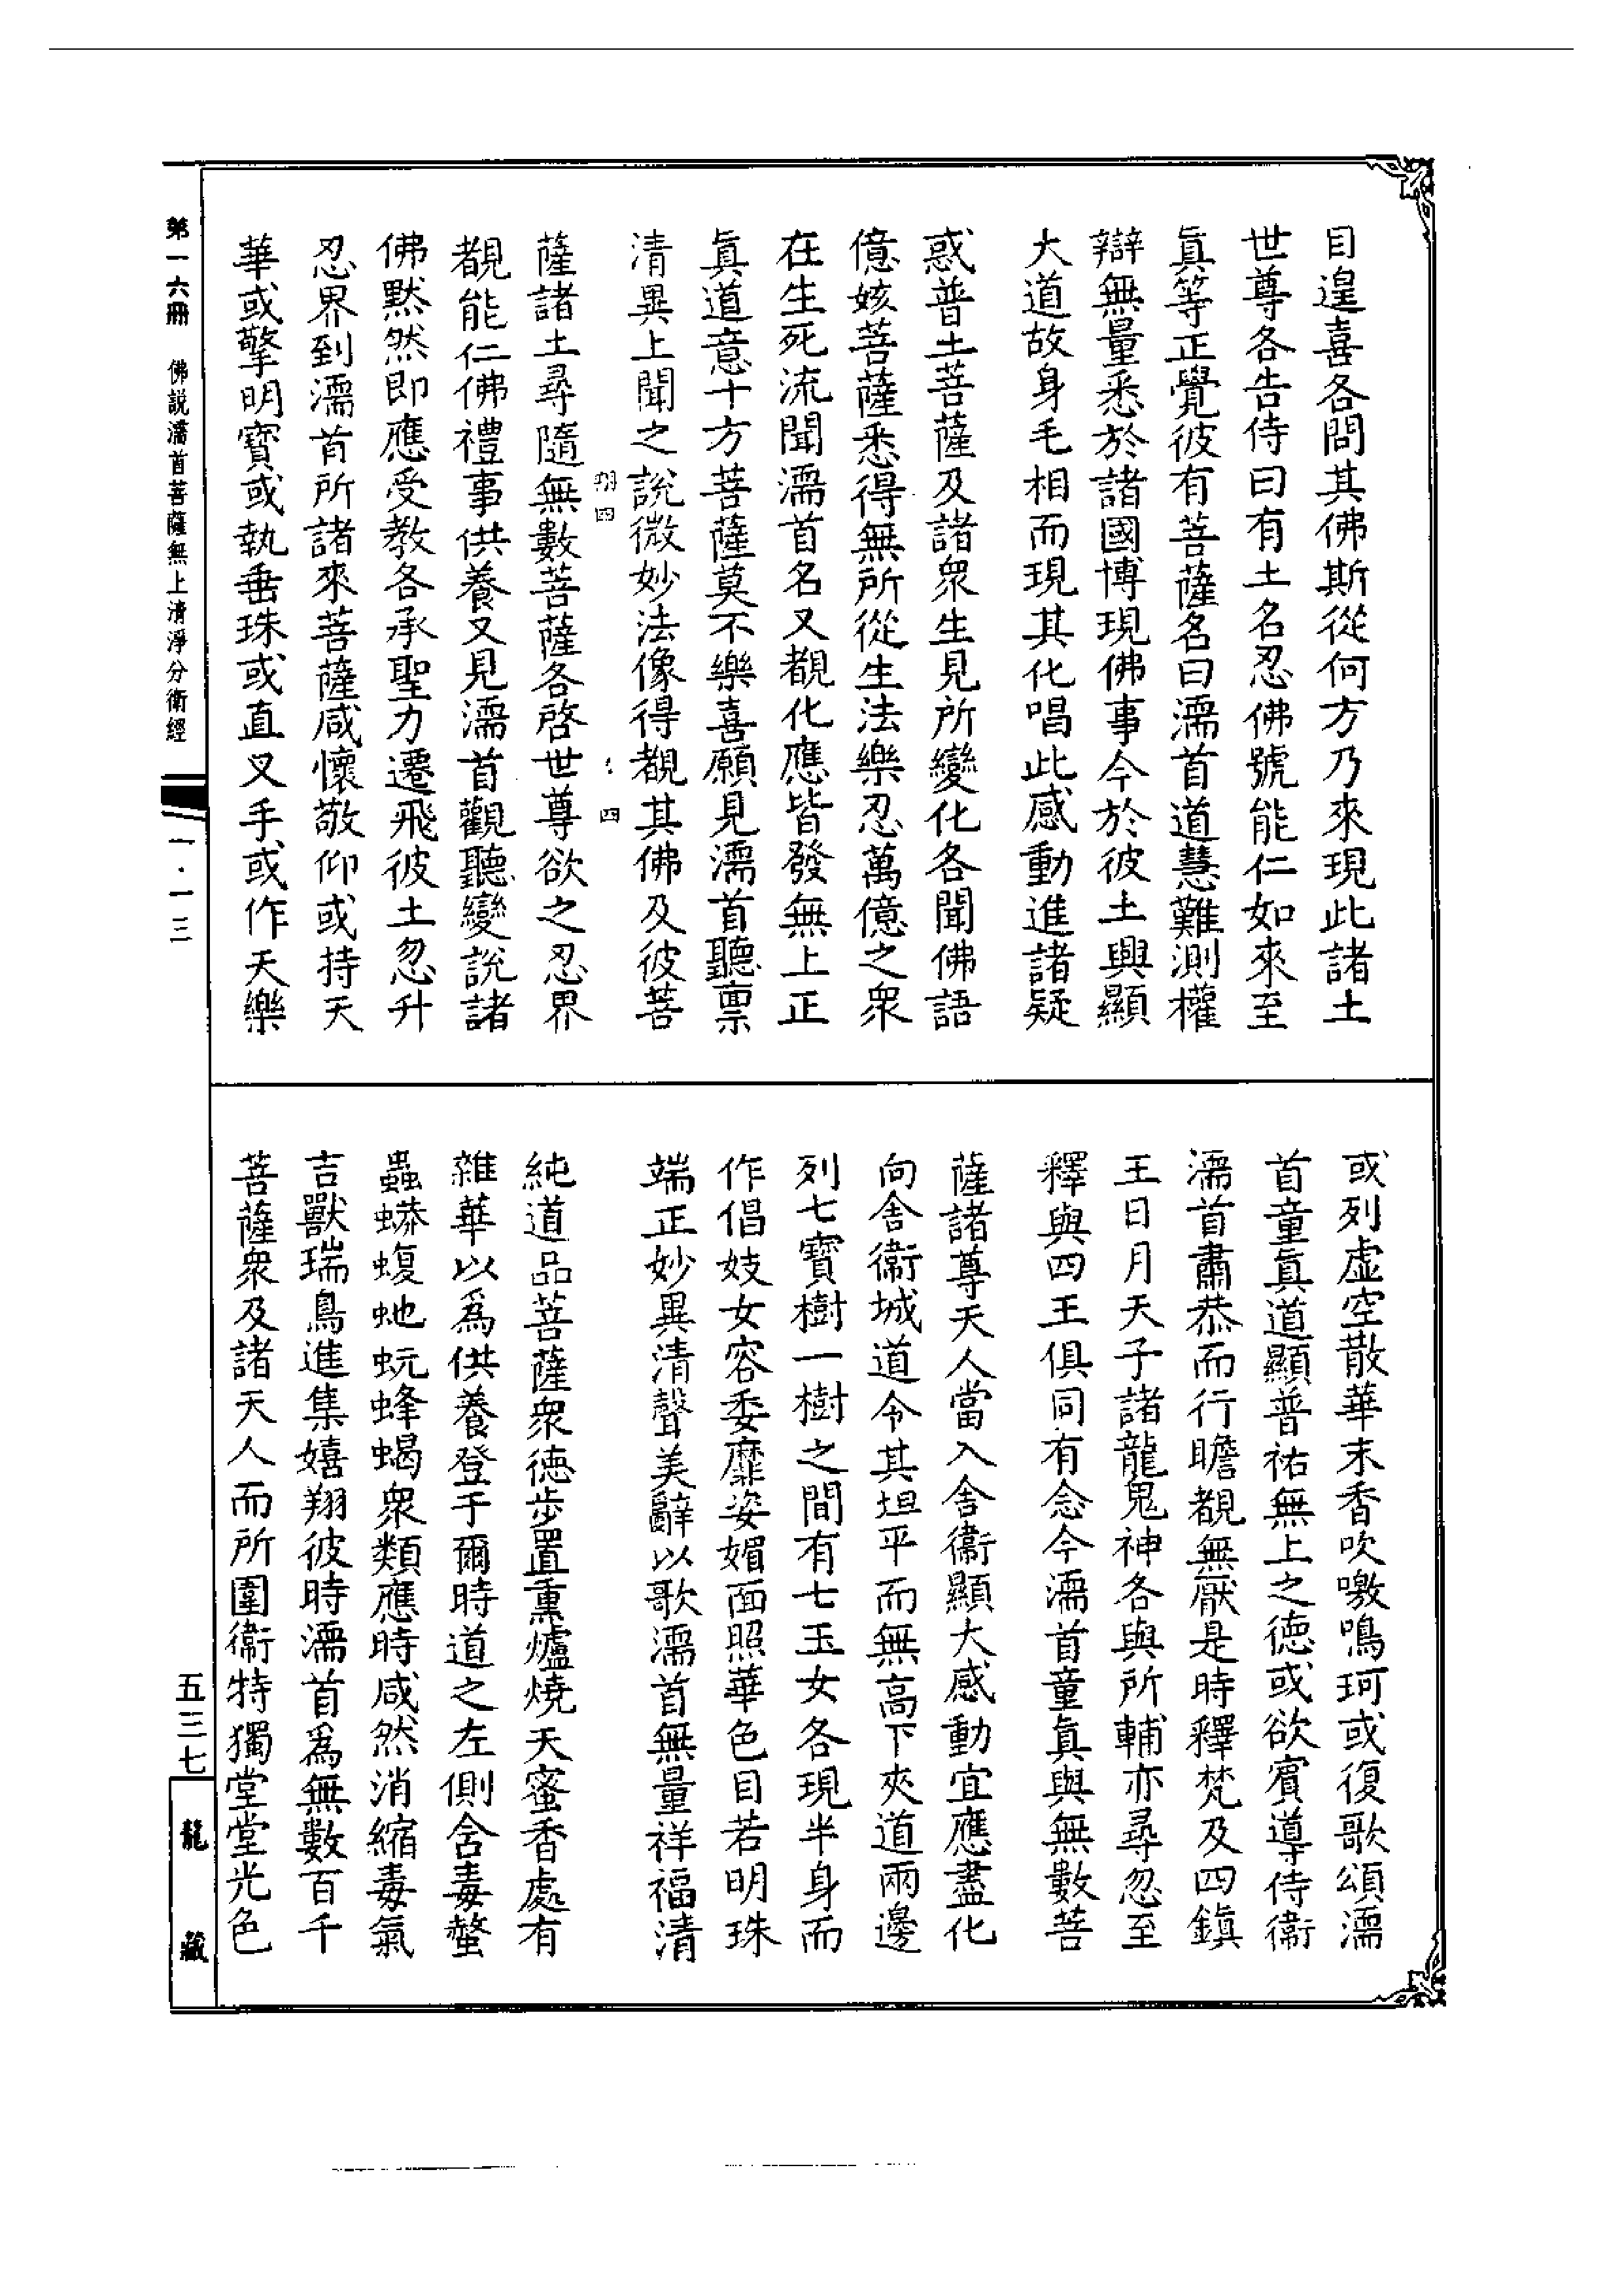 目遑喜各問其佛斯從何方乃來現此諸土
世尊各告侍曰有土名忍佛號能仁如來至
眞等正覺彼有菩薩名曰濡首道慧難測權
辯無量悉於諸國博現佛事今於彼土興顯
大道故身毛相而現其化唱此感動進諸疑
惑普土菩薩及諸衆生見所變化各聞佛語
億姟菩薩悉得無所從生法樂忍萬億之衆
在生死流聞濡首名又覩化應皆發無上正
眞道意十方菩薩莫不樂喜願見濡首聽禀
清異上聞之說微妙法像得覩其佛及彼菩
翔四
四
薩諸土尋隨無數菩薩各啓世尊欲之忍界
覩能仁佛禮事供養又見濡首觀聽變說諸
佛默然即應受教各承聖力遷飛彼土忽升
忍界到濡首所諸來菩薩咸懷敬仰或持天
華或擎明寶或執垂珠或直叉手或作天樂
或列虛空散華末香吹噭鳴珂或復歌頌濡
首童眞道顯普祐無上之德或欲賓導侍衞
濡首肅恭而行瞻覩無厭是時釋梵及四鎮
王日月天子諸龍鬼神各與所輔亦尋忽至
釋與四王俱同有念今濡首童眞與無數菩
薩諸尊天人當入舍衞顯大感動宜應盡化
向舍衞城道令其坦平而無高下夾道兩邊
列七寶樹一樹之間有七玉女各現半身而
作倡妓女容委靡姿媚面照華色目若明珠
端正妙異清聲美辭以歌濡首無量祥福清
純道品菩薩衆德步置熏爐燒天蜜香處有
雜華以爲供養登于爾時道之左側含毒螫
蟲蟒蝮虵蚖蜂蝎衆類應時咸然消縮毒氣
吉獸瑞鳥進集嬉翔彼時濡首爲無數百千
菩薩衆及諸天人而所圍衞特獨堂堂光色
第一六冊 佛説濡首菩薩無上清淨分衛經
一·一三
五三七
龍藏